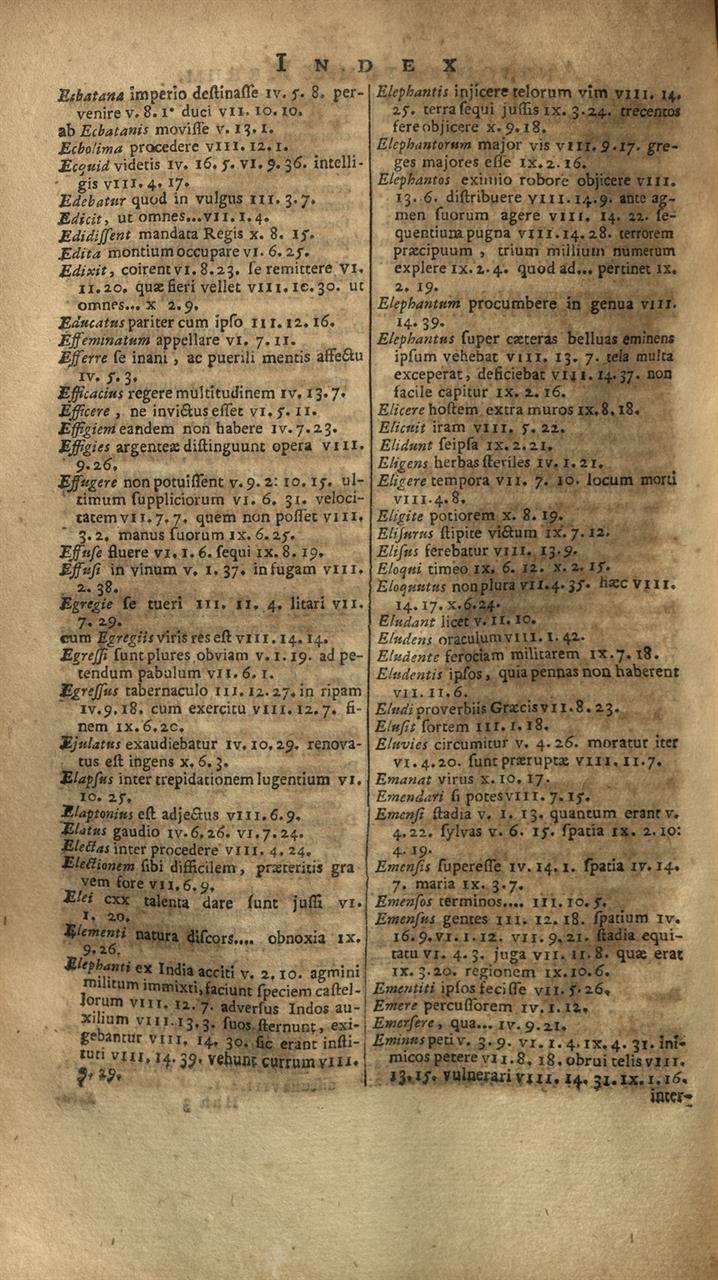 INDEX
Ecbatana imperio destinasse IV. 5. 8. per-
venire V. 8. 1. duci VII. 10. 10.
ab Ecbatanis movisse V. 13. 1.
Ecbolima procedere VIII. 12. 1.
Ecquid videtis IV. 16. 5. VI. 9. 36. intelli-
gis VIII. 4. 17.
Edebatur quod in vulgus III. 3. 7.
Edicit, ut omnes...VII. 1. 4.
Edidiſſent mandata Regis X. 8. 15.
Edita montium occupare VI. 6. 25.
Edixit, coirent VI. 8. 23. ſe remittere VI.
11. 20. quæ fieri vellet VIII. 10. 30. ut
omnes... X 2. 9.
Educatus pariter cum ipſo III. 12. 16.
Effeminatum appellare VI. 7. 11.
Efferre ſe inani, ac puerili mentis affectu
IV. 5. 3.
Efficacius regere multitudinem IV. 13. 7.
Efficere, ne invictus eſſet VI. 5. 11.
Effigiem eandem non habere IV. 7. 23.
Effigies argenteæ diſtinguunt opera VIII.
9. 26.
Effugere non potuiſſent V. 9. 2: 10. 15. ul-
timum ſuppliciorum VI. 6. 31. veloci-
tatem VII. 7. 7. quem non poſſet VIII.
3. 2. manus ſuorum IX. 6. 25.
Effuſe fluere VI. 1. 6. ſequi IX. 8. 19.
Effuſi in vinum V. 1. 37. in fugam VIII.
2. 38.
Egregie ſe tueri III. 11. 4. litari VII.
7. 29.
cum Egregiis viris res eſt VIII. 14. 14.
Egreſſi ſunt plures obviam V. 1. 19. ad pe-
tendum pabulum VII. 6. 1.
Egreſſus tabernaculo III. 12. 27. in ripam
IV. 9. 18. cum exercitu VIII. 12. 7. fi-
nem IX. 6. 20.
Ejulatus exaudiebatur IV. 10. 29. renova-
tus eſt ingens X. 6. 3.
Elapſus inter trepidationem lugentium VI.
10. 25.
Elaptonius eſt adjectus VIII. 6. 9.
Elatus gaudio IV. 6. 26. VI. 7. 24.
Electas inter procedere VIII. 4. 24.
Electionem ſibi difficilem, præteritis gra
vem fore VII. 6. 9.
Elei CXX talenta dare ſunt juſſi VI.
1. 20.
Elementi natura diſcors.... obnoxia IX.
9. 26.
Elephanti ex India acciti V. 2. 10. agmini
militum immixti, faciunt ſpeciem caſtel-
lorum VIII. 12. 7. adverſus Indos au-
xilium VIII. 13. 3. ſuos ſternunt, exi-
gebantur VIII. 14. 30. ſic erant inſti-
tuti VIII. 14. 39. vehunt currum VIII.
9. 29.
Elephantis injicere telorum vim VIII. 14.
25. terra ſequi juſſis IX. 3. 24. trecentos
fere objicere X. 9. 18.
Elephantorum major vis VIII. 9. 17. gre-
ges majores eſſe IX. 2. 16.
Elephantos eximio robore objicere VIII.
13. 6. diſtribuere VIII. 14. 9. ante ag-
men ſuorum agere VIII. 14. 22. ſe-
quentium pugna VIII. 14. 28. terrorem
præcipuum, trium millium numerum
explere IX. 2. 4. quod ad... pertinet IX.
2. 19.
Elephantum procumbere in genua VIII.
14. 39.
Elephantus ſuper cæteras belluas eminens
ipſum vehebat VIII. 13. 7. tela multa
exceperat, deficiebat VIII. 14. 37. non
facile capitur IX. 2. 16.
Elicere hoſtem extra muros IX. 8. 18.
Elicuit iram VIII. 5. 22.
Elidunt ſeipſa IX. 2. 21.
Eligens herbas ſteriles IV. 1. 21.
Eligere tempora VII. 7. 10. locum morti
VIII. 4. 8.
Eligite potiorem X. 8. 19.
Eliſurus ſtipite victum IX. 7. 12.
Eliſus ferebatur VIII. 13. 9.
Eloqui timeo IX. 6. 12. X. 2. 15.
Eloquutus non plura VII. 4. 35. hæc VIII.
14. 17. X. 6. 24.
Eludant licet V. 11. 10.
Eludens oraculum VIII. 1. 42.
Eludente ferociam militarem IX. 7. 18.
Eludentis ipſos, quia pennas non haberent
VII. 11. 6.
Eludi proverbiis Græcis VII. 8. 23.
Eluſit ſortem III. 1. 18.
Eluvies circumitur V. 4. 26. moratur iter
VI. 4. 20. ſunt præruptæ VIII. 11. 7.
Emanat virus X. 10. 17.
Emendari ſi potes VIII. 7. 15.
Emenſi ſtadia V. 1. 13. quantum erant V.
4. 22. ſylvas V. 6. 15. ſpatia IX. 2. 10:
4. 19.
Emenſis ſupereſſe IV. 14. 1. ſpatia IV. 14.
7. maria IX. 3. 7.
Emenſos terminos.... III. 10. 5.
Emenſus gentes III. 12. 18. ſpatium IV.
16. 9. VI. 1. 12. VII. 9. 21. ſtadia equi-
tatu VI. 4. 3. juga VII. 11. 8. quæ erat
IX. 3. 20. regionem IX. 10. 6.
Ementiti ipſos feciſſe VII. 5. 26.
Emere percuſſorem IV. 1. 12.
Emerſere, qua... IV. 9. 21.
Eminus peti V. 3. 9. VI. 1. 4. IX. 4. 31. ini-
micos petere VII. 8. 18. obrui telis VIII.
13. 15. vulnerari VIII. 14. 31. IX. 1. 16.
inter-